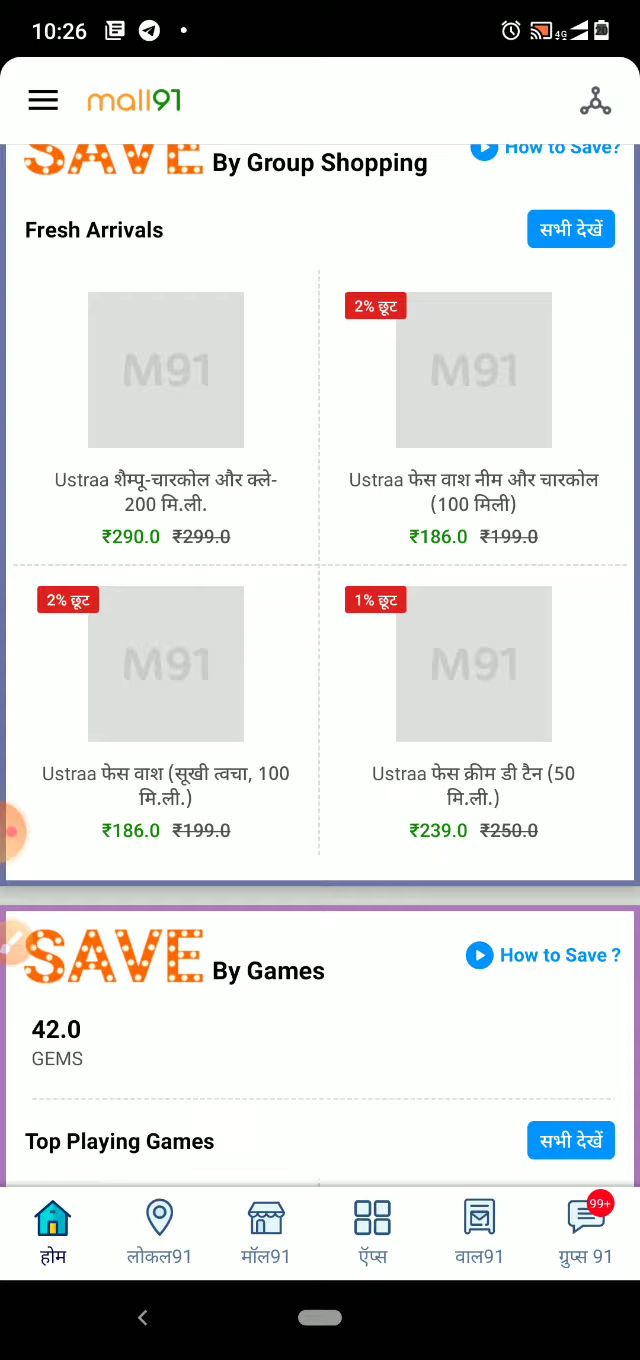 10:26
4G
20
mall91
SAVE By Group Shopping
How to Save?
Fresh Arrivals
सभी देखें
M91
2% छूट
M91
Ustraa शैम्पू-चारकोल और क्ले-
200 मि.ली.
₹290.0 ₹299.0
Ustraa फेस वाश नीम और चारकोल
(100 मिली)
₹186.0 ₹199.0
2% छूट
M91
1% छूट
M91
Ustraa फेस वाश (सूखी त्वचा, 100
मि.ली.)
₹186.0 ₹199.0
Ustraa फेस क्रीम डी टैन (50
मि.ली.)
₹239.0 ₹250.0
SAVE By Games
How to Save ?
42.0
GEMS
Top Playing Games
सभी देखें
99+
होम
लोकल91
मॉल91
ऍप्स
वाल91
ग्रुप्स 91